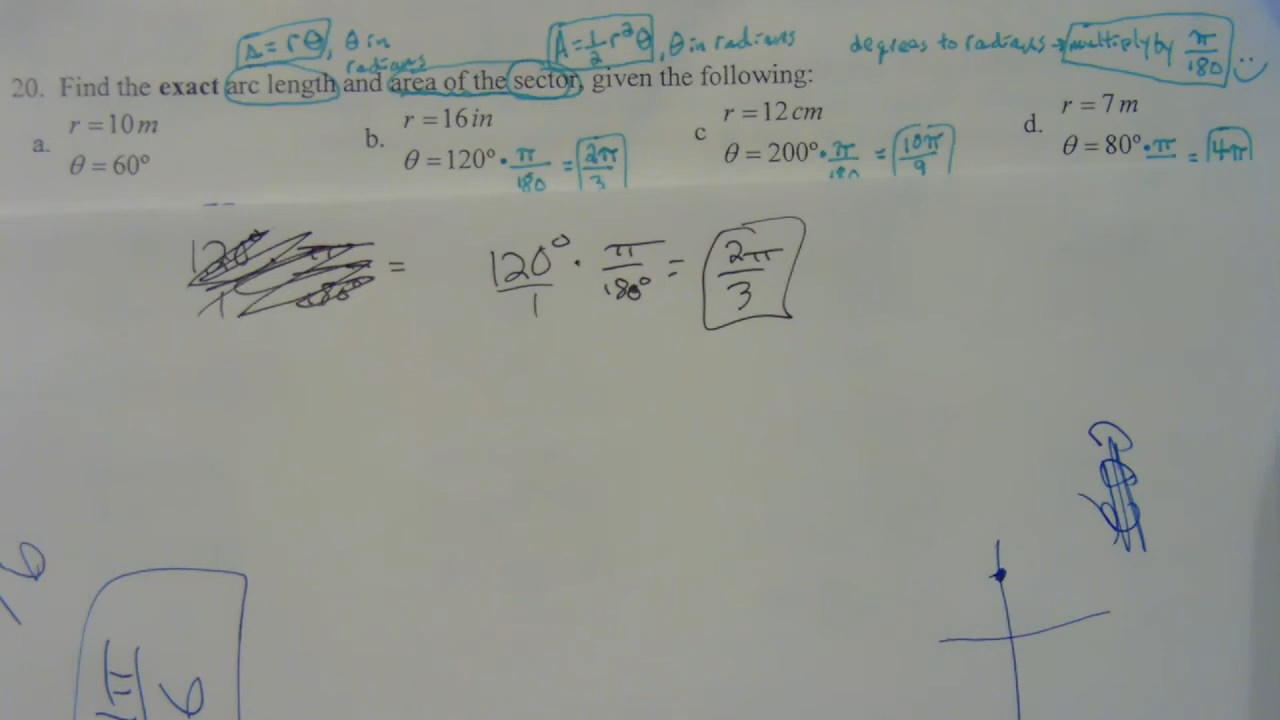 s = rθ, θ in radians
A = 1/2 r²θ, θ in radians
degrees to radians → multiply by π/180
20. Find the exact arc length and area of the sector, given the following:
a. r = 10 m
θ = 60°
b. r = 16 in
θ = 120° · π/180 = 2π/3
c r = 12 cm
θ = 200° · π/180 = 10π/9
d. r = 7 m
θ = 80° · π = 4π
= 120°/1 · π/180° = 2π/3